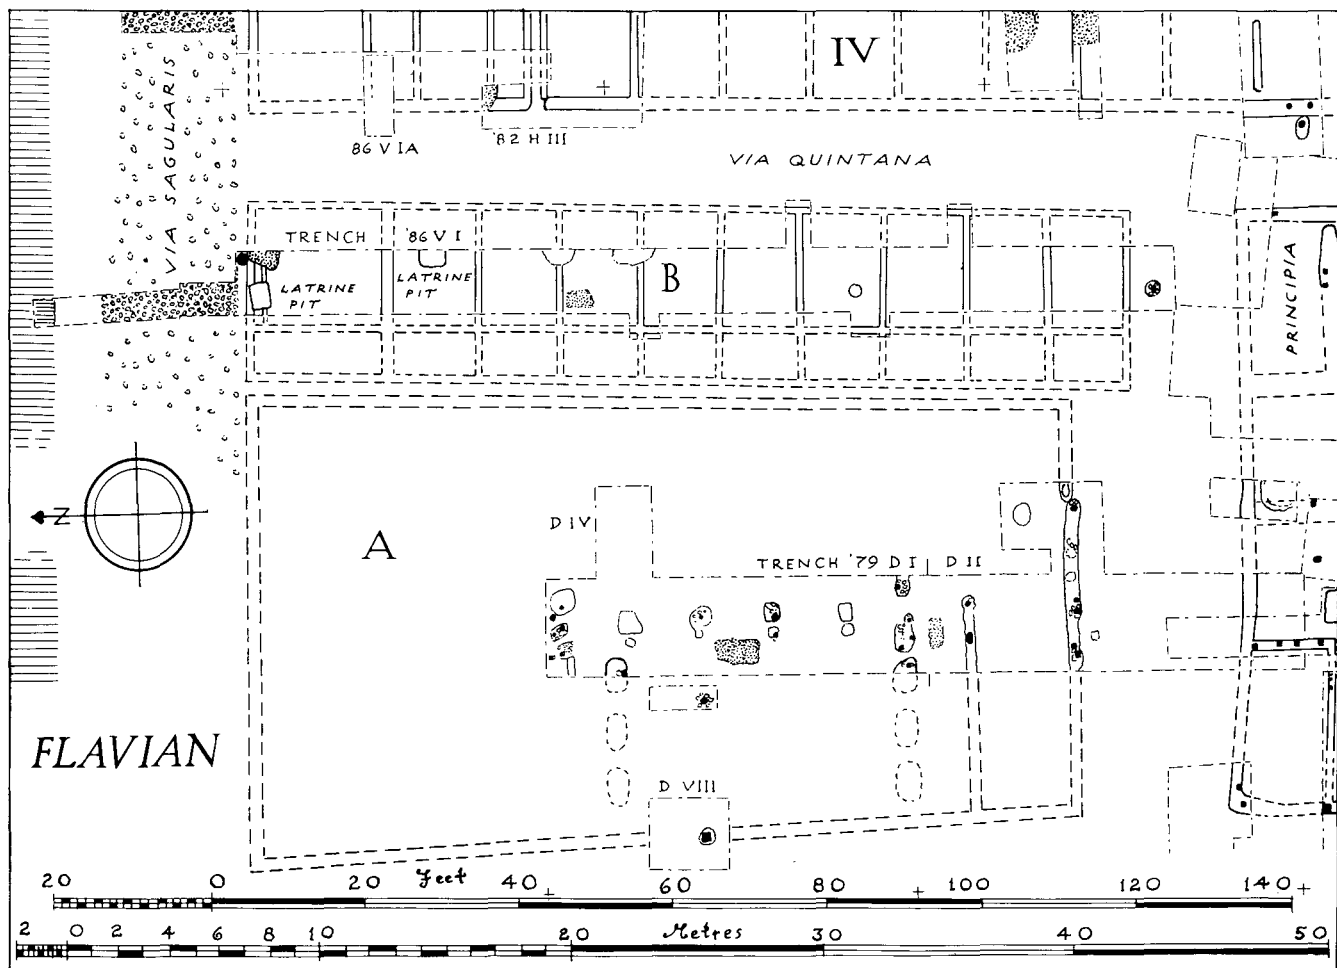 IV
VIA SAGULARIS
86 V IA
'82 H III
VIA QUINTANA
TRENCH '86 V I
LATRINE PIT
LATRINE PIT
B
PRINCIPIA
N
A
D IV
TRENCH '79 D I D II
FLAVIAN
D VIII
20 0 20 Feet 40 60 80 100 120 140
2 0 2 4 6 8 10 20 Metres 30 40 50